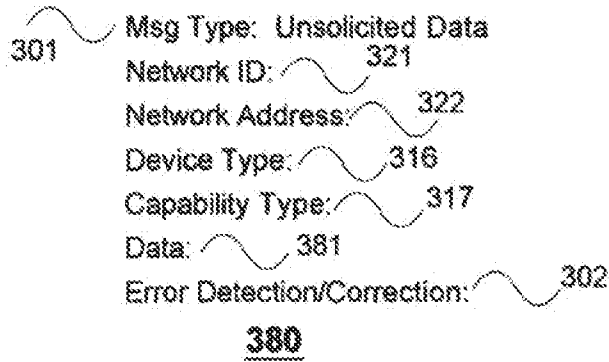 301 Msg Type: Unsolicited Data
Network ID: 321
Network Address: 322
Device Type: 316
Capability Type: 317
Data: 381
Error Detection/Correction: 302
380